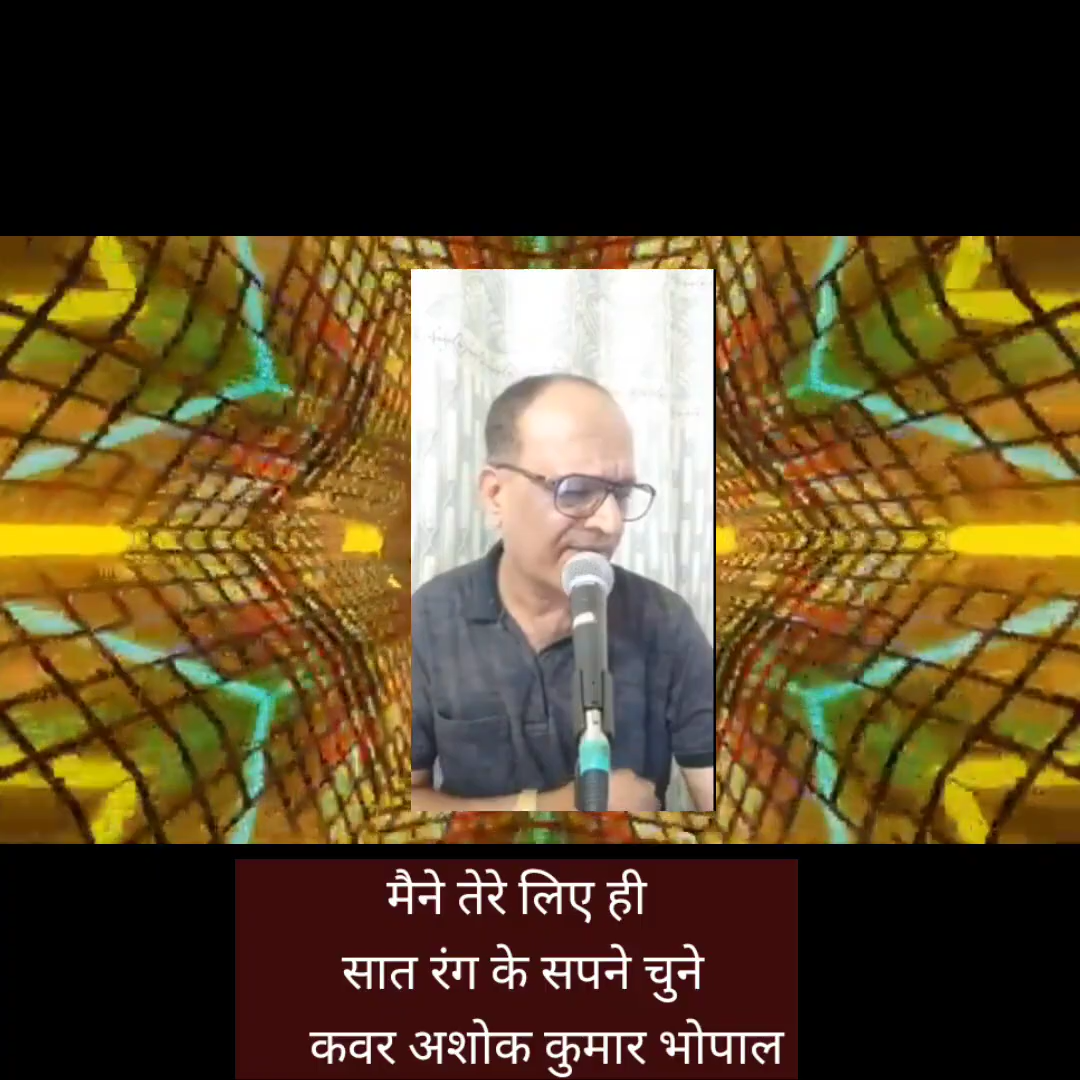 मैने तेरे लिए ही
सात रंग के सपने चुने
कवर अशोक कुमार भोपाल